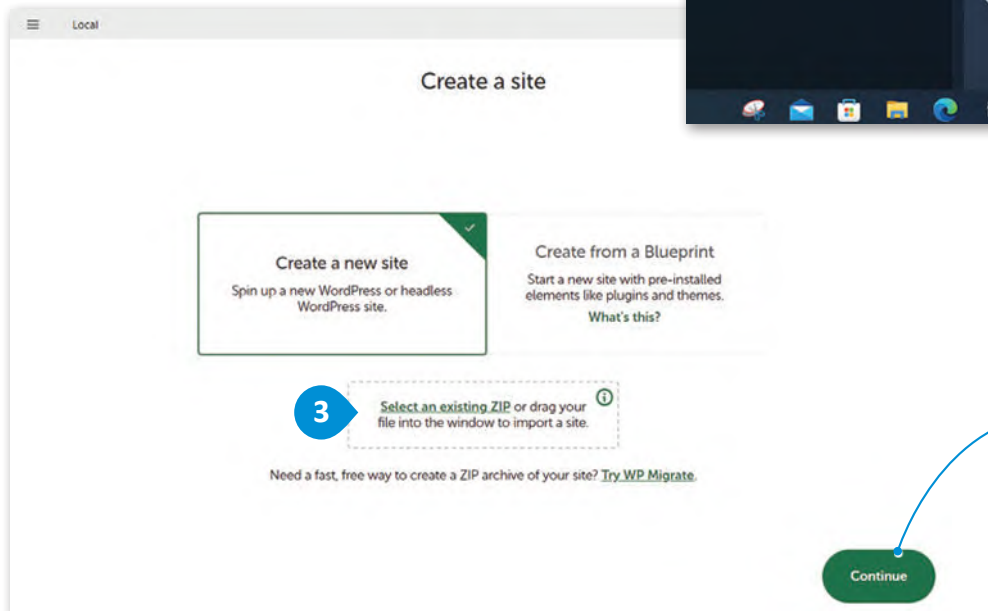 Local
Create a site
Create a new site
Spin up a new WordPress or headless
WordPress site.
Create from a Blueprint
Start a new site with pre-installed
elements like plugins and themes.
What's this?
3
Select an existing ZIP or drag your
file into the window to import a site.
Need a fast, free way to create a ZIP archive of your site? Try WP Migrate.
Continue